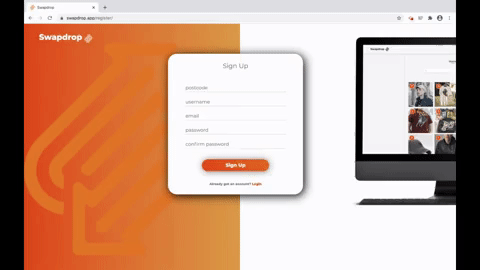 Swapdrop
swapdrop.app/register/
Swapdrop
Swapdrop
Sign Up
postcode
username
email
password
confirm password
Sign Up
Already got an account? Login